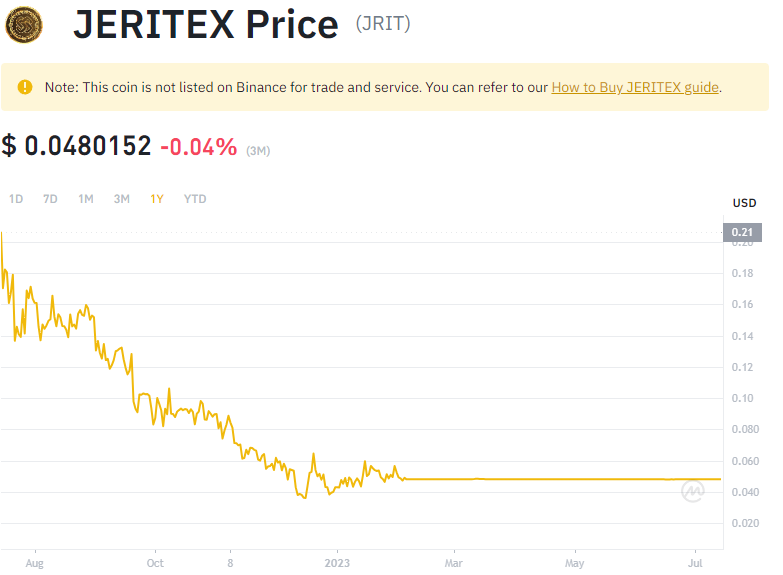 JERITEX Price (JRIT)
Note: This coin is not listed on Binance for trade and service. You can refer to our How to Buy JERITEX guide.
$ 0.0480152 -0.04% (3M)
1D 7D 1M 3M 1Y YTD
USD
0.21
0.20
0.18
0.16
0.14
0.12
0.10
0.080
0.060
0.040
0.020
Aug Oct 8 2023 Mar May Jul